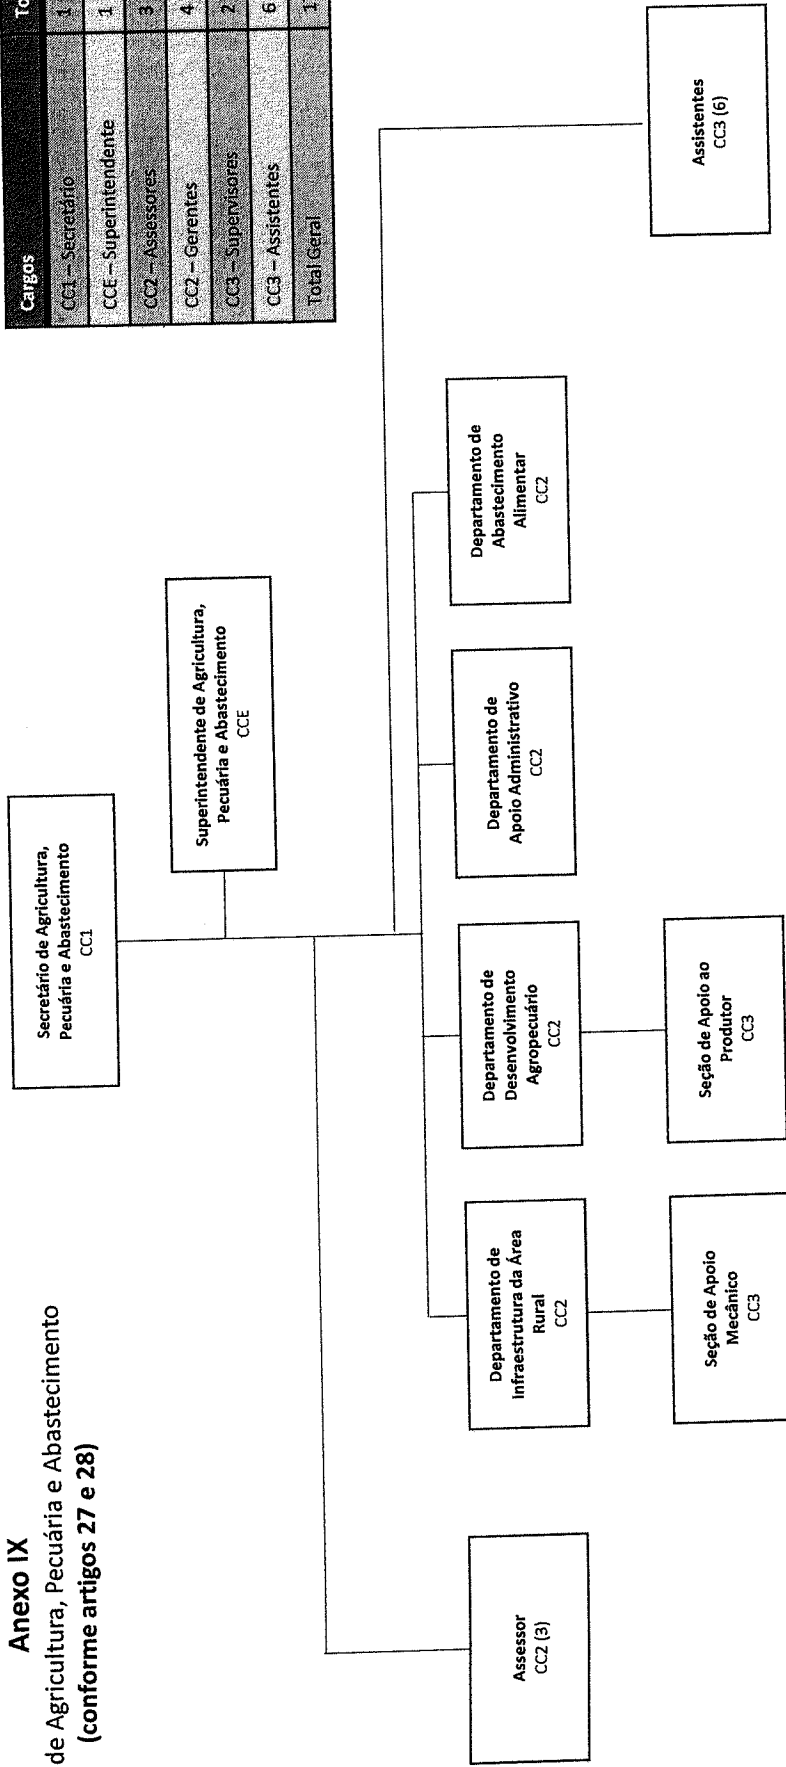 Anexo IX
de Agricultura, Pecuária e Abastecimento
(conforme artigos 27 e 28)
Cargos
CC1 – Secretário 1
CCE – Superintendente 1
CC2 – Assessores 3
CC2 – Gerentes 4
CC3 – Supervisores 2
CC3 – Assistentes 6
Total Geral
Secretário de Agricultura,
Pecuária e Abastecimento
CC1
Superintendente de Agricultura,
Pecuária e Abastecimento
CCE
Assessor
CC2 (3)
Departamento de
Infraestrutura da Área
Rural
CC2
Departamento de
Desenvolvimento
Agropecuário
CC2
Departamento de
Apoio Administrativo
CC2
Departamento de
Abastecimento
Alimentar
CC2
Seção de Apoio
Mecânico
CC3
Seção de Apoio ao
Produtor
CC3
Assistentes
CC3 (6)